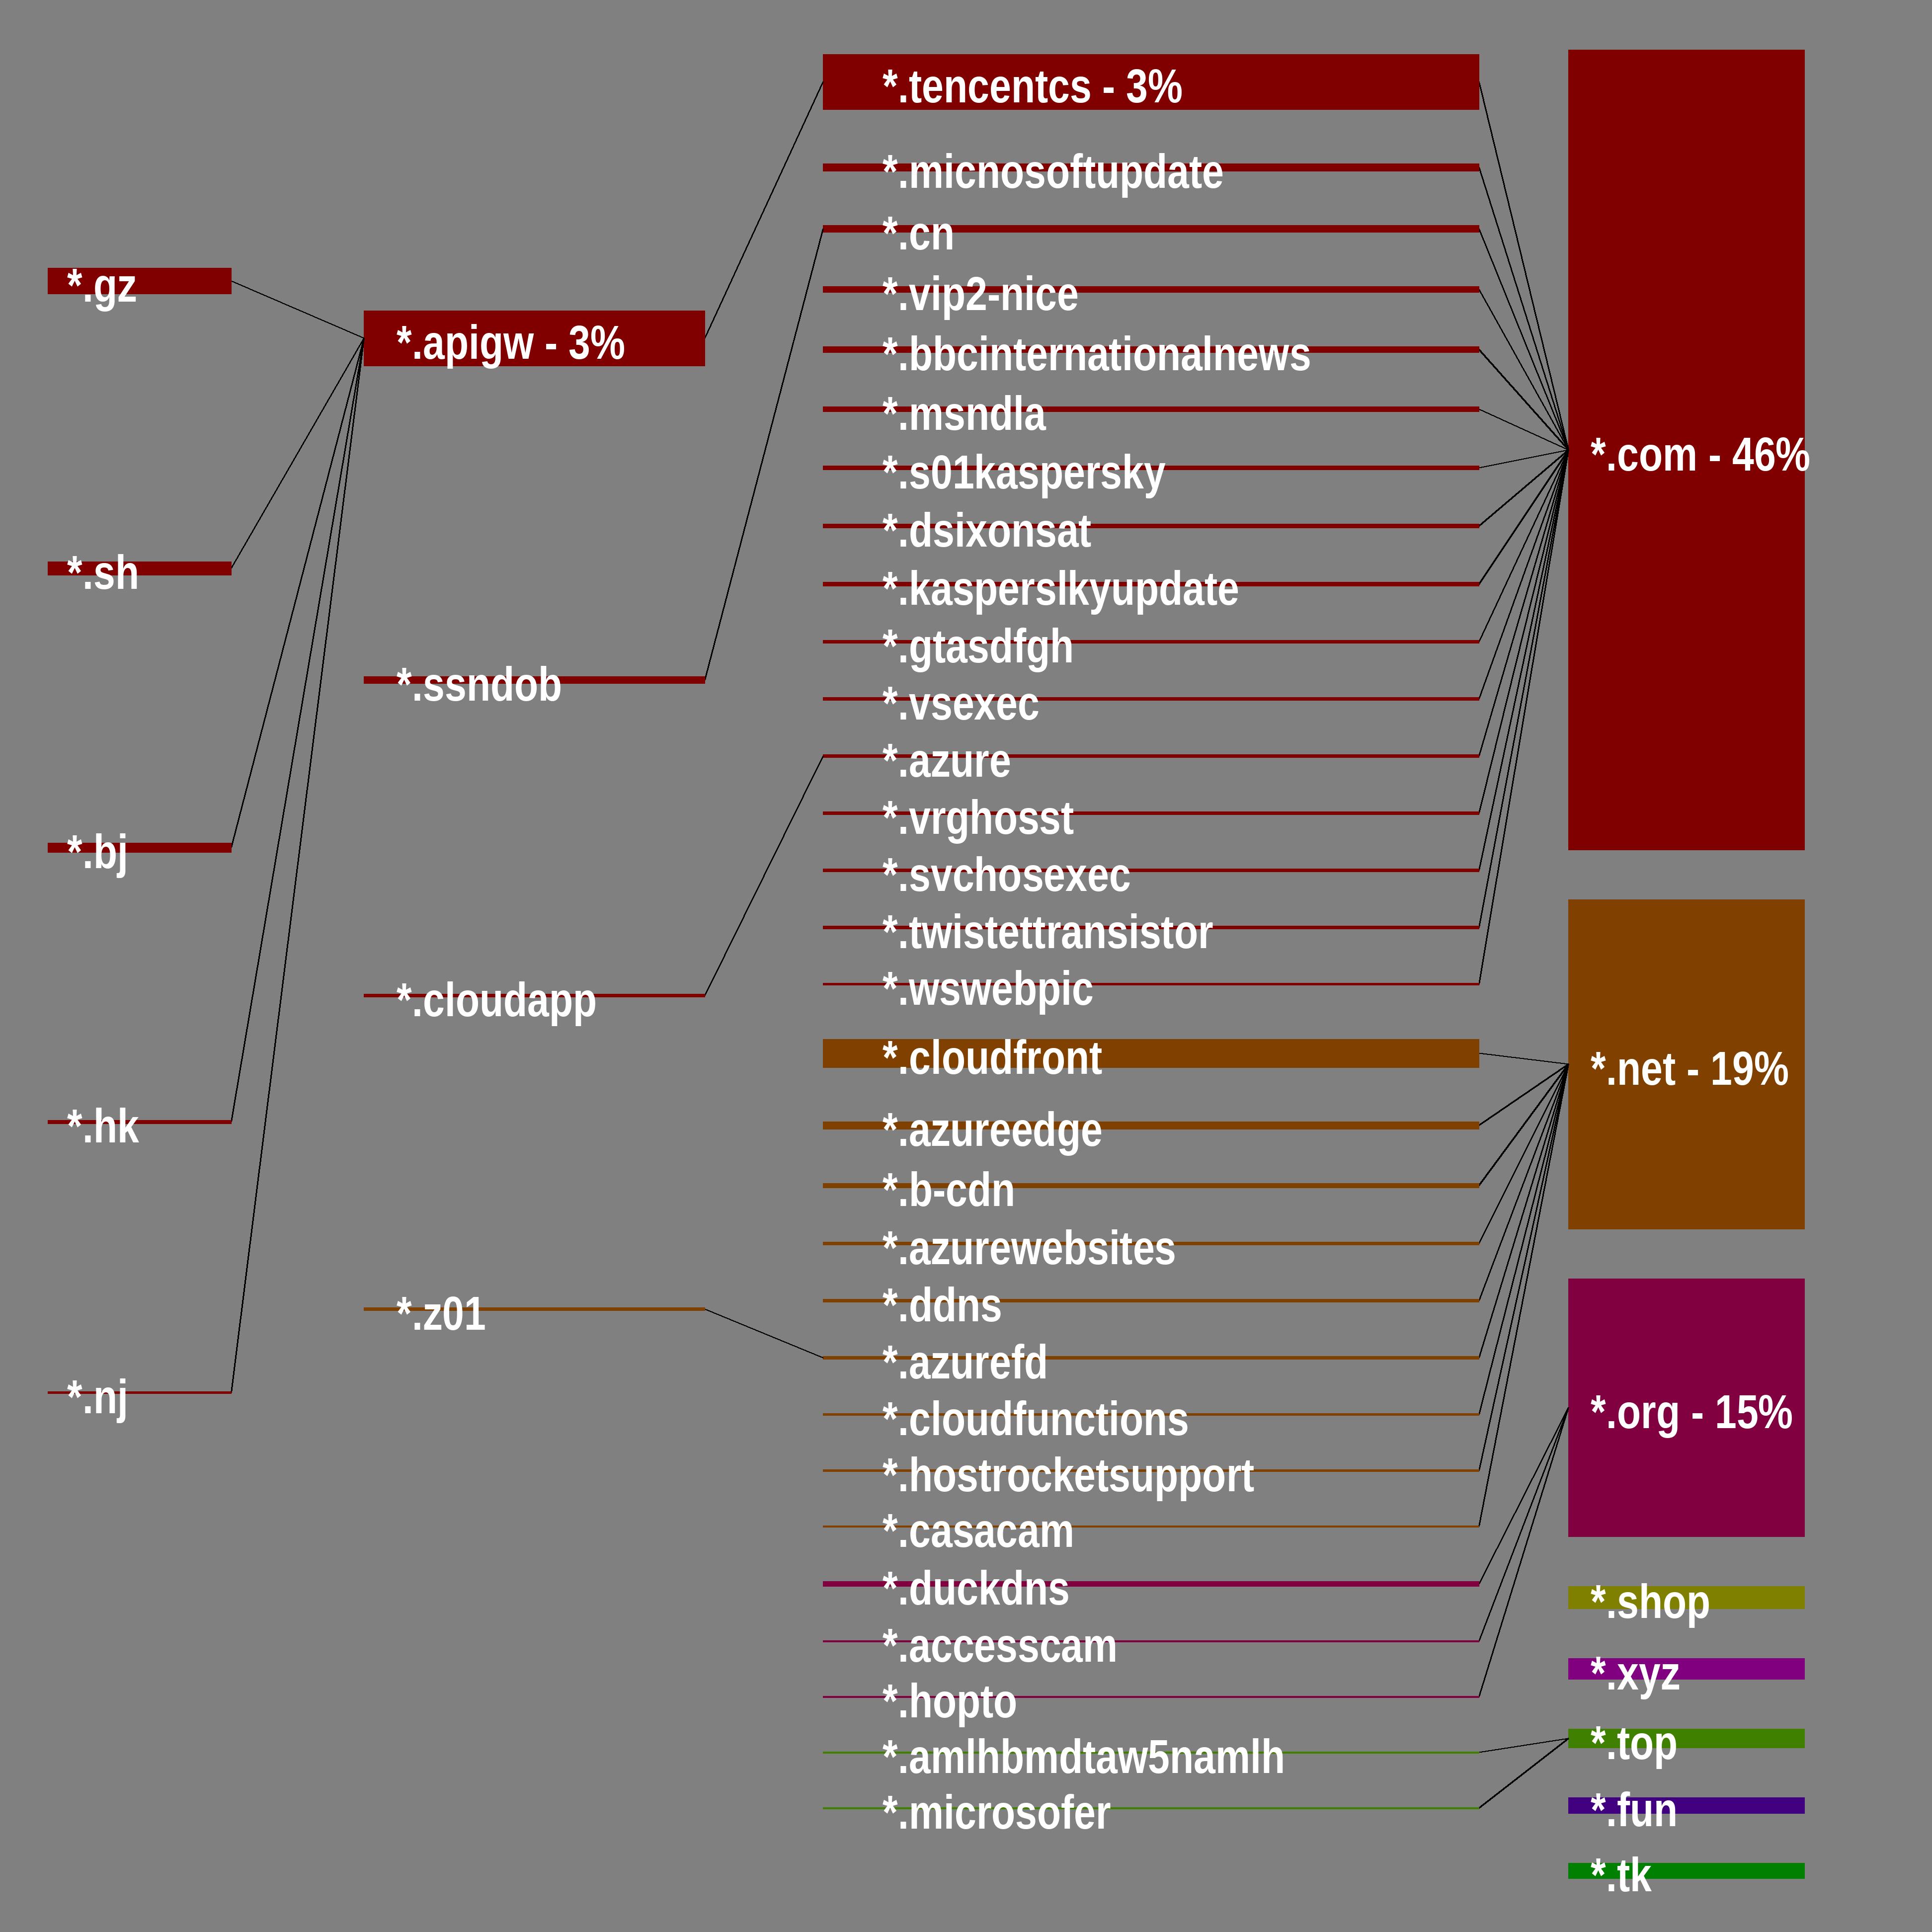 *.gz
*.sh
*.bj
*.hk
*.nj
*.apigw - 3%
*.ssndob
*.cloudapp
*.z01
*.tencentcs - 3%
*.micnosoftupdate
*.cn
*.vip2-nice
*.bbcinternationalnews
*.msndla
*.s01kaspersky
*.dsixonsat
*.kasperslkyupdate
*.gtasdfgh
*.vsexec
*.azure
*.vrghosst
*.svchosexec
*.twistettransistor
*.wswebpic
*.cloudfront
*.azureedge
*.b-cdn
*.azurewebsites
*.ddns
*.azurefd
*.cloudfunctions
*.hostrocketsupport
*.casacam
*.duckdns
*.accesscam
*.hopto
*.amlhbmdtaw5namlh
*.microsofer
*.com - 46%
*.net - 19%
*.org - 15%
*.shop
*.xyz
*.top
*.fun
*.tk